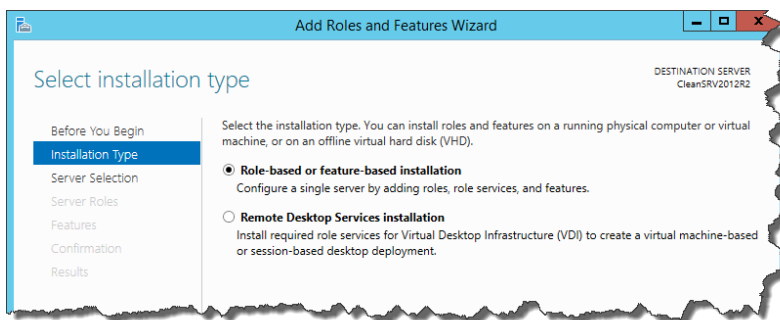 Add Roles and Features Wizard
Select installation type
DESTINATION SERVER
CleanSRV2012R2
Before You Begin
Installation Type
Server Selection
Server Roles
Features
Confirmation
Results
Select the installation type. You can install roles and features on a running physical computer or virtual
machine, or on an offline virtual hard disk (VHD).
Role-based or feature-based installation
Configure a single server by adding roles, role services, and features.
Remote Desktop Services installation
Install required role services for Virtual Desktop Infrastructure (VDI) to create a virtual machine-based
or session-based desktop deployment.